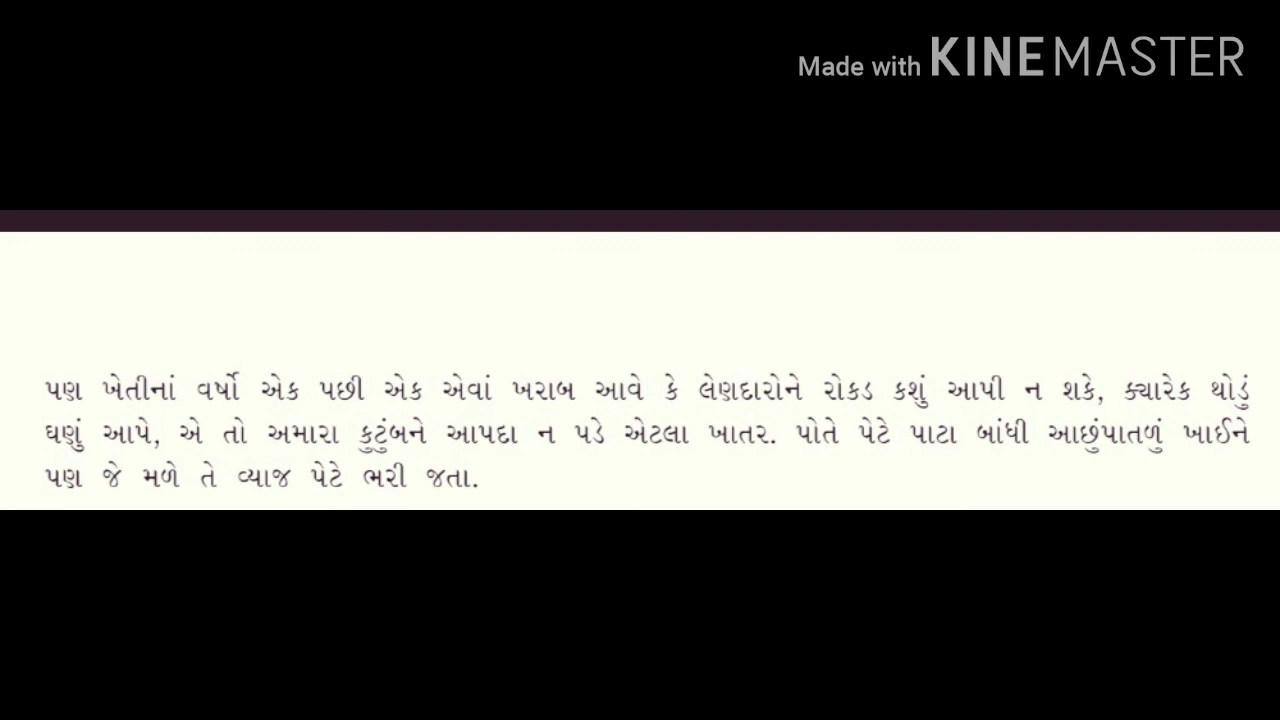 Made with KINEMASTER
પણ ખેતીનાં વર્ષો એક પછી એક એવાં ખરાબ આવે કે લેણદારોને રોકડ કશું આપી ન શકે, ક્યારેક થોડું
ઘણું આપે, એ તો અમારા કુટુંબને આપદા ન પડે એટલા ખાતર. પોતે પેટે પાટા બાંધી આછુંપાતળું ખાઈને
પણ જે મળે તે વ્યાજ પેટે ભરી જતા.